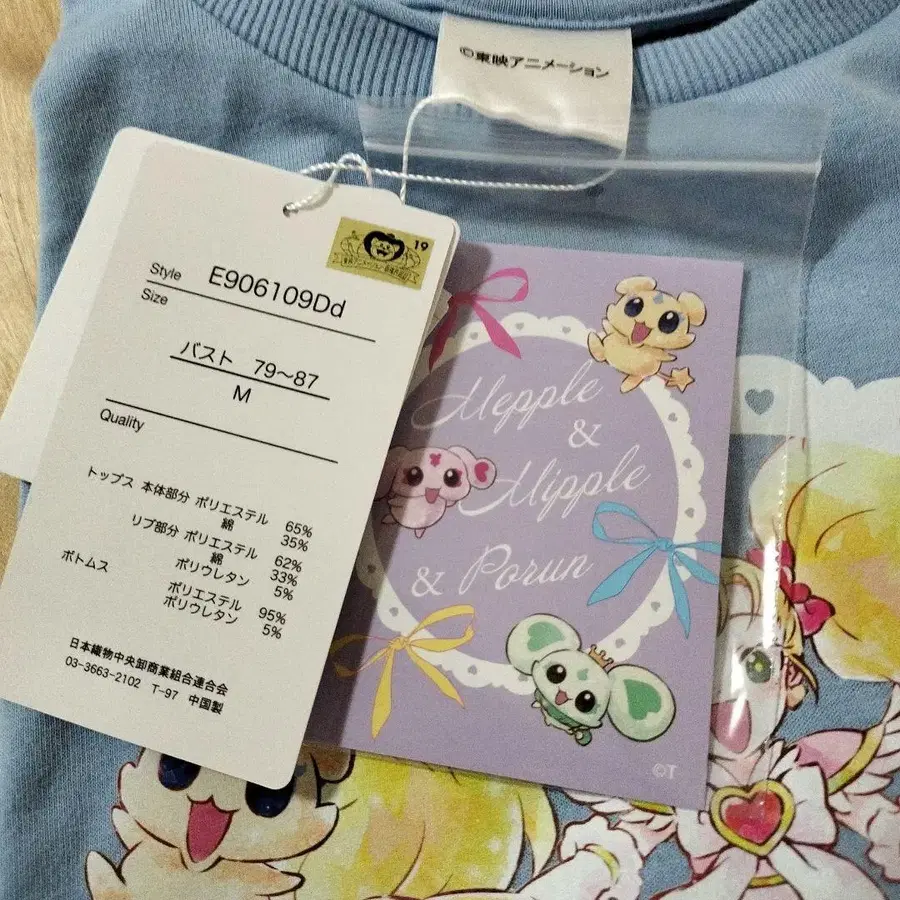 ©東映アニメーション
19
Style E906109Dd
Size
バスト 79〜87
M
Quality
トップス 本体部分 ポリエステル 65%
綿 35%
リブ部分 ポリエステル 62%
綿 33%
ポリウレタン 5%
ボトムス
ポリエステル 95%
ポリウレタン 5%
日本織物中央卸商業組合連合会
03-3663-2102 T-97 中国製
Mepple
&
Mipple
& Porun
©T